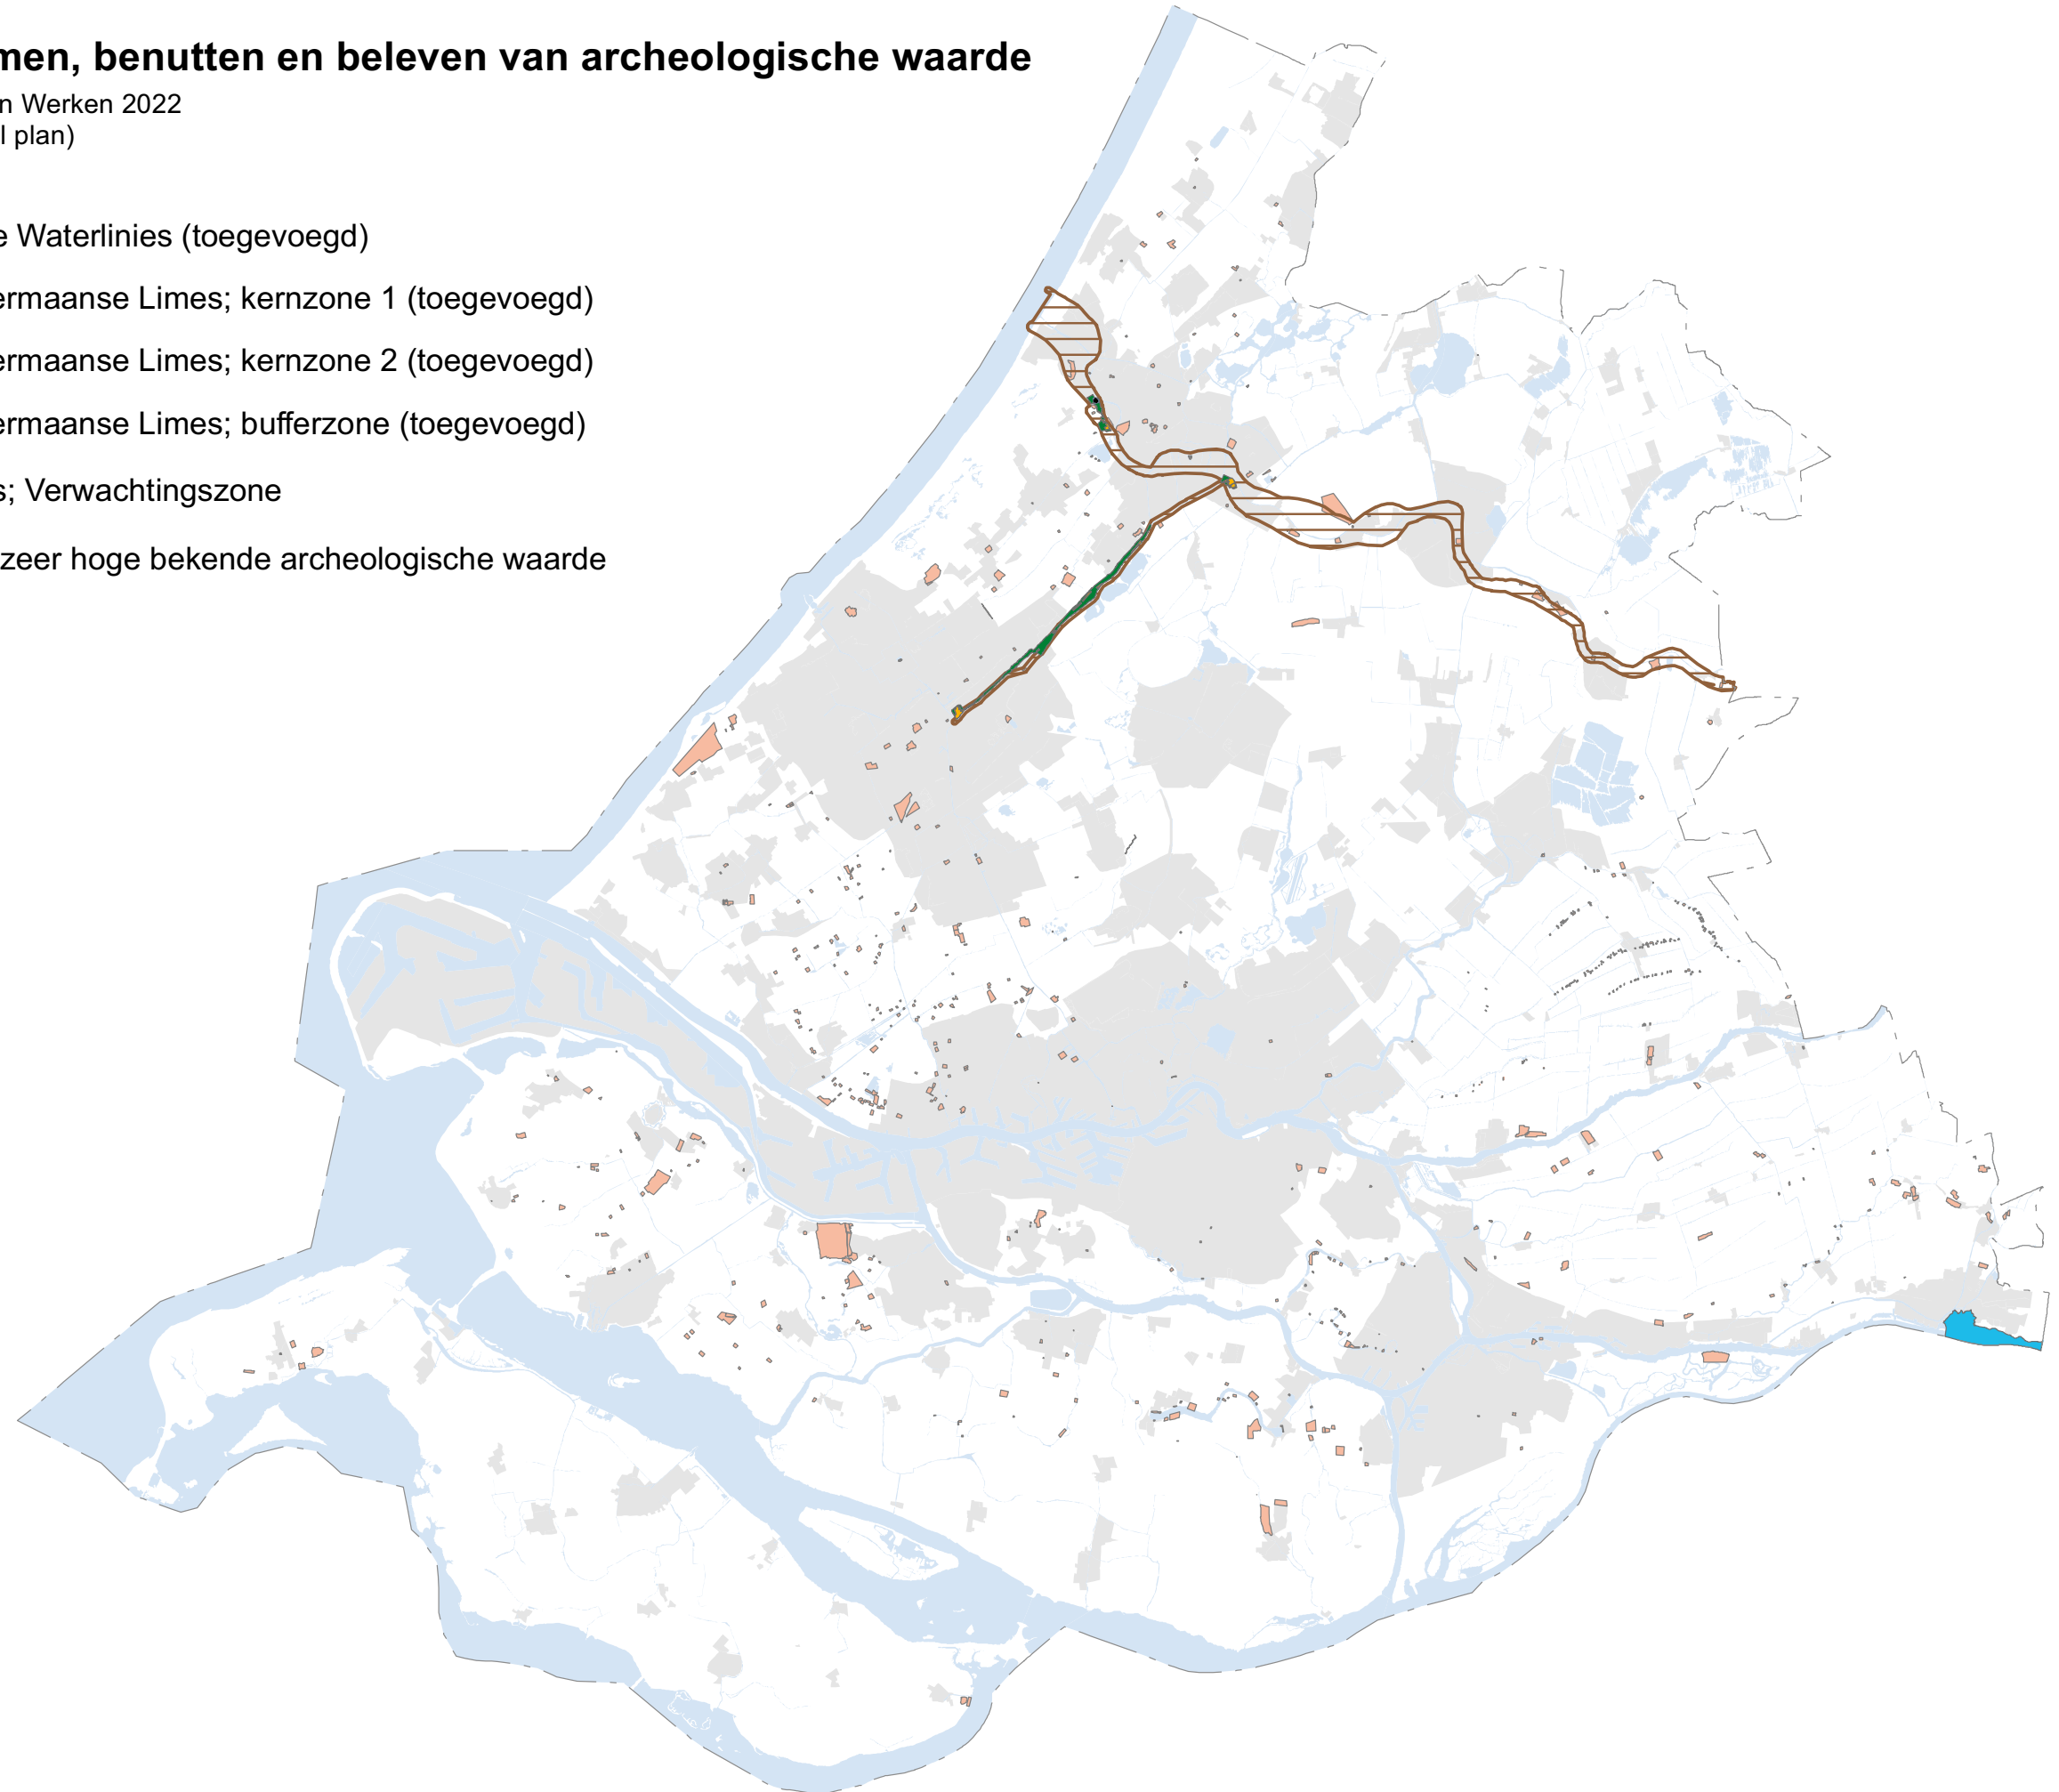 men, benutten en beleven van archeologische waarde
n Werken 2022
l plan)
e Waterlinies (toegevoegd)
ermaanse Limes; kernzone 1 (toegevoegd)
ermaanse Limes; kernzone 2 (toegevoegd)
ermaanse Limes; bufferzone (toegevoegd)
s; Verwachtingszone
zeer hoge bekende archeologische waarde